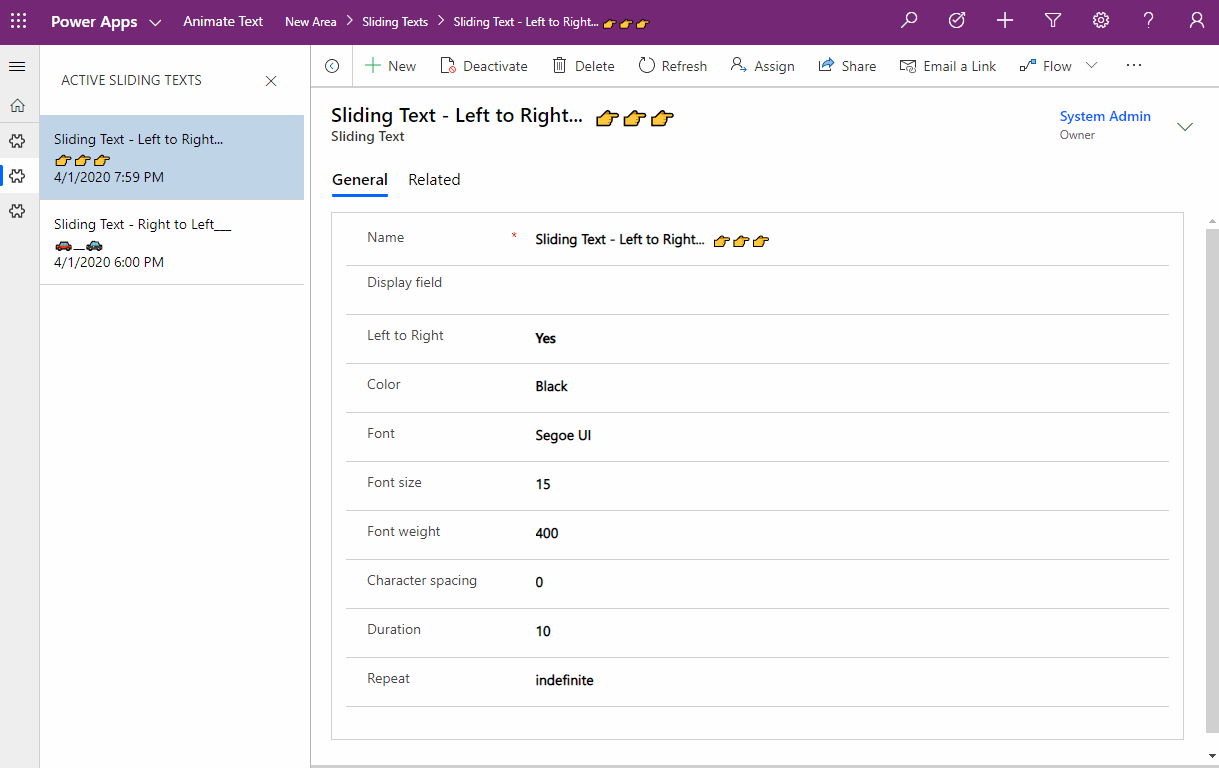 Power Apps Animate Text New Area Sliding Texts Sliding Text - Left to Right... 👉 👉 👉
ACTIVE SLIDING TEXTS
Sliding Text - Left to Right...
👉 👉 👉
4/1/2020 7:59 PM
Sliding Text - Right to Left___
🚗__🚙
4/1/2020 6:00 PM
New Deactivate Delete Refresh Assign Share Email a Link Flow
Sliding Text - Left to Right... 👉 👉 👉
Sliding Text
System Admin
Owner
General Related
Name * Sliding Text - Left to Right... 👉 👉 👉
Display field
Left to Right Yes
Color Black
Font Segoe UI
Font size 15
Font weight 400
Character spacing 0
Duration 10
Repeat indefinite